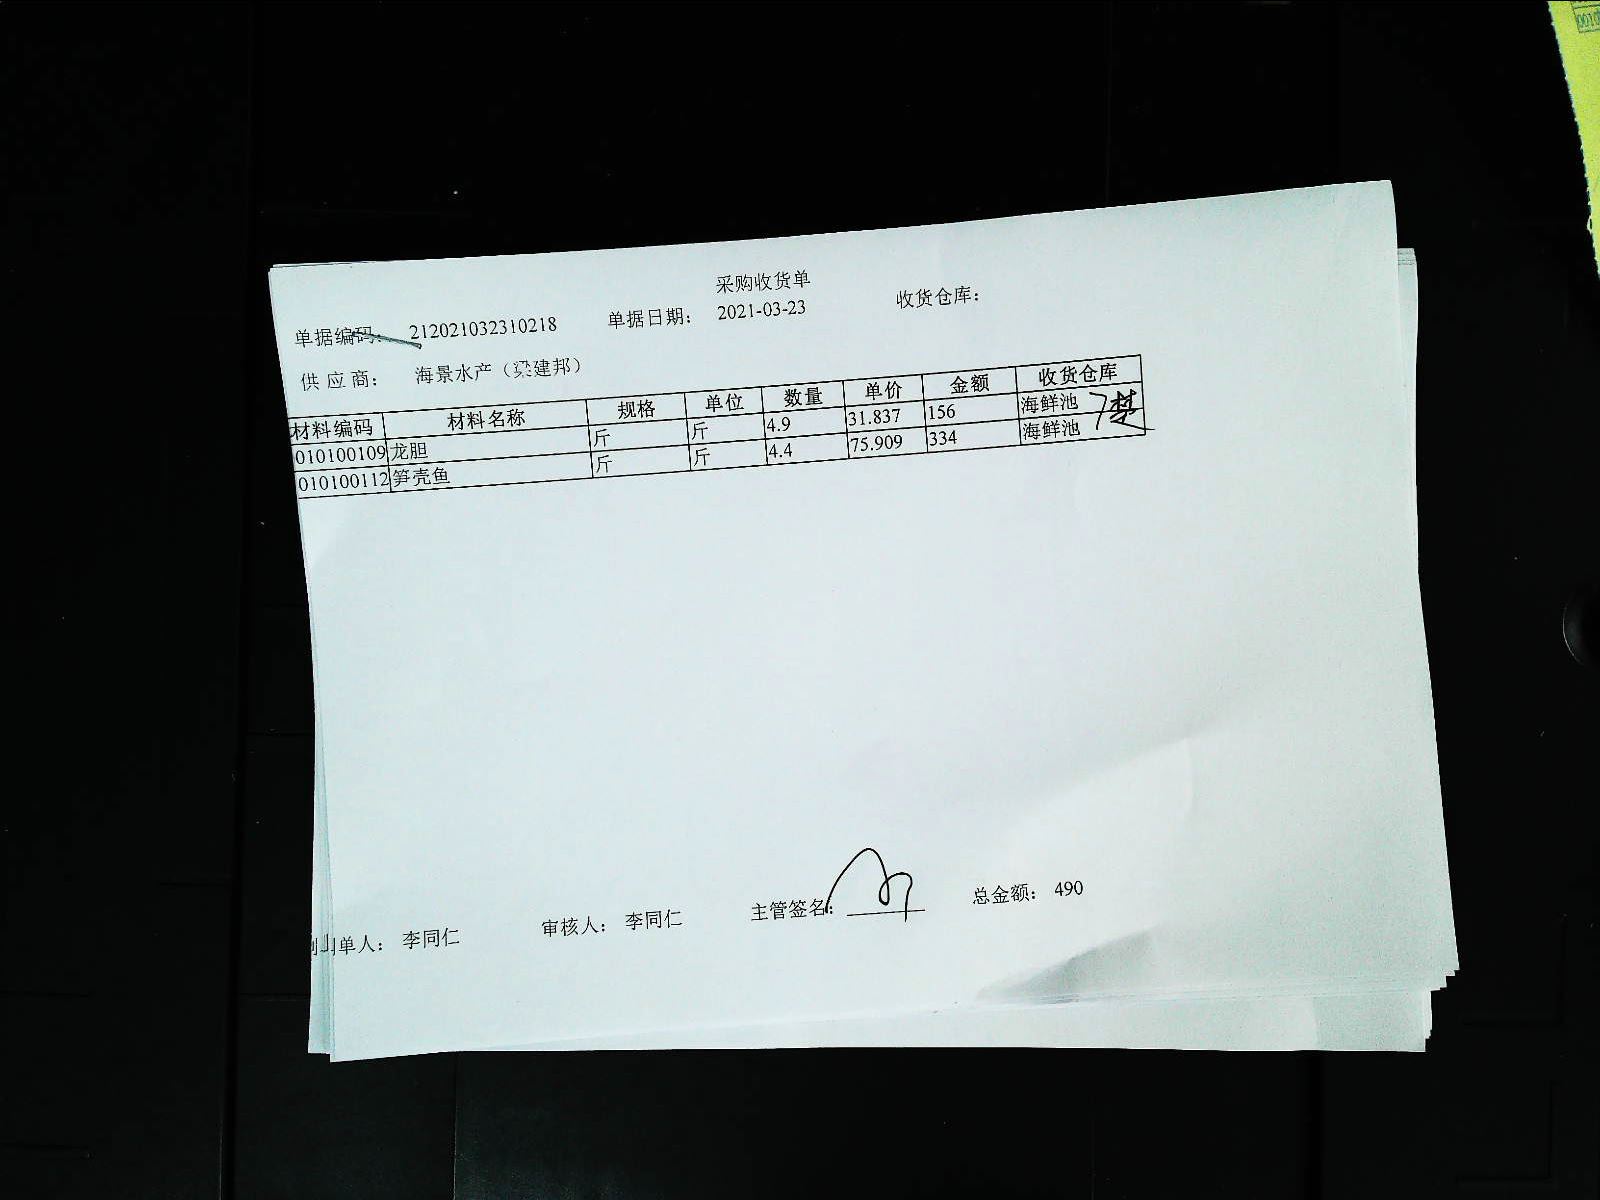 采购收货单
单据编码： 212021032310218 单据日期： 2021-03-23 收货仓库：
供应商： 海景水产（梁建邦）
材料编码 材料名称 规格 单位 数量 单价 金额 收货仓库
010100109 龙胆 斤 斤 4.9 31.837 156 海鲜池
010100112 笋壳鱼 斤 斤 4.4 75.909 334 海鲜池
单人： 李同仁 审核人： 李同仁 主管签名： 总金额： 490